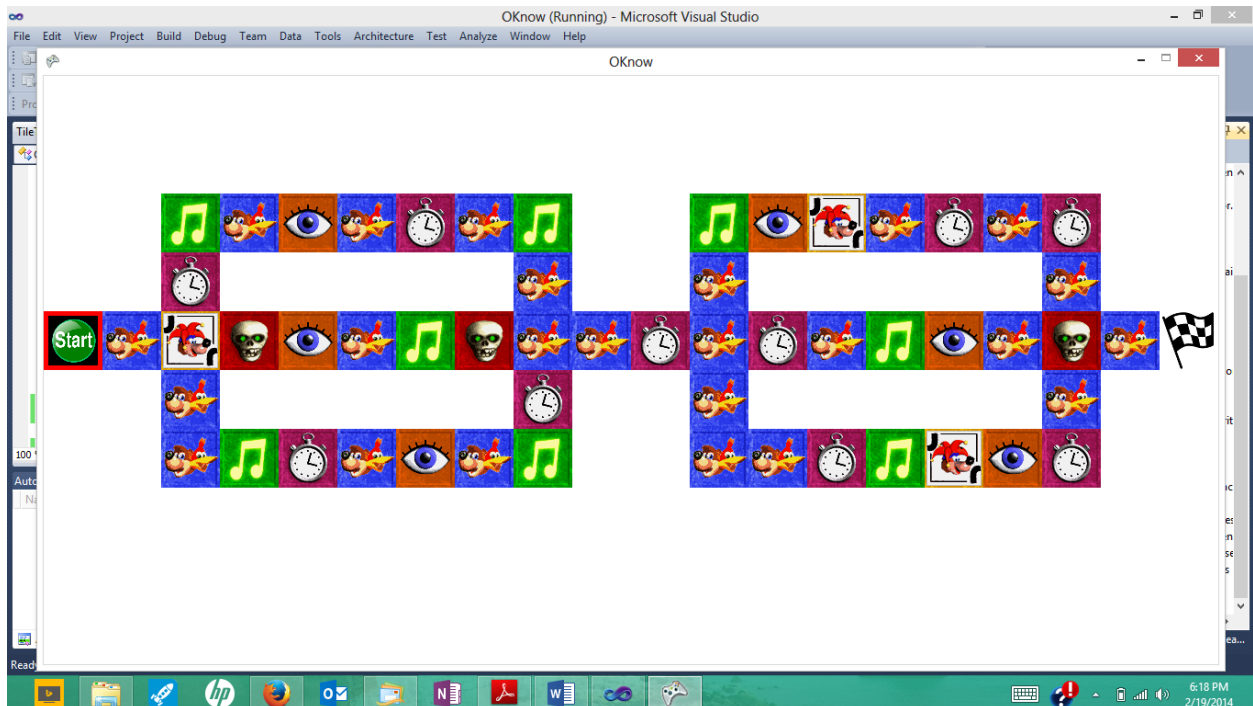 OKnow (Running) - Microsoft Visual Studio
File Edit View Project Build Debug Team Data Tools Architecture Test Analyze Window Help
OKnow
Start
J J
J J
J J
100
6:18 PM
2/19/2014